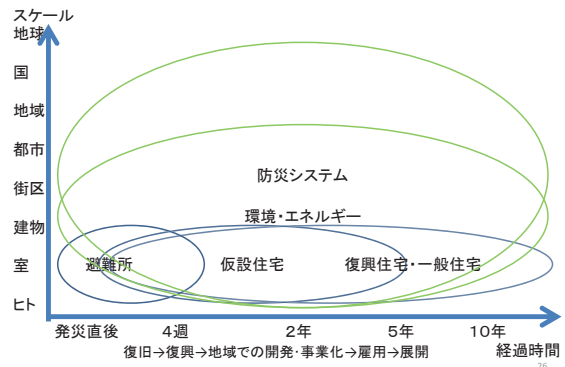 スケール
地球
国
地域
都市
街区
建物
室
ヒト
防災システム
環境・エネルギー
避難所
仮設住宅
復興住宅・一般住宅
発災直後
4週
2年
5年
10年
経過時間
復旧→復興→地域での開発・事業化→雇用→展開
26